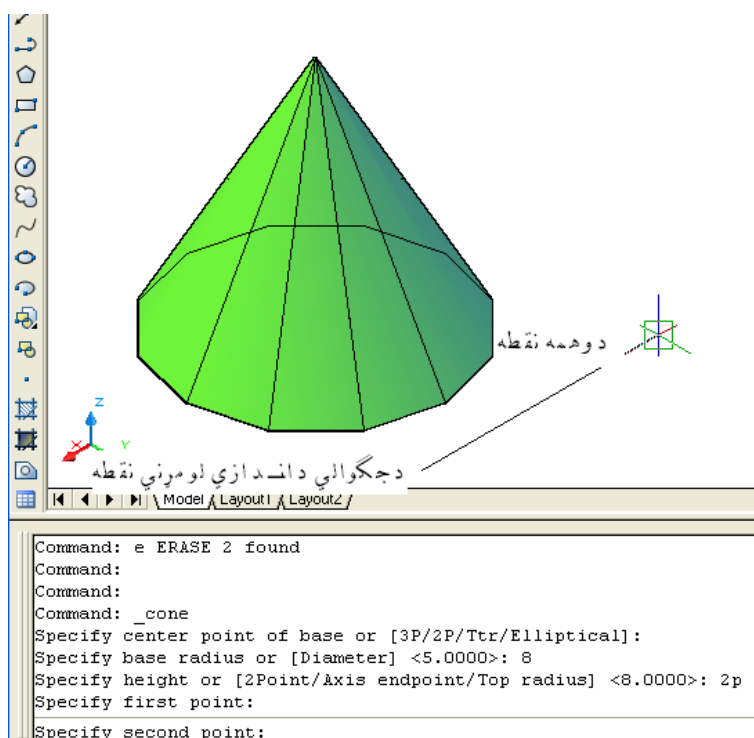 دوهمه نقطه
Z
X
Y
دجگوالي دانــدازي لومړني نقطه
Model Layout1 Layout2
Command: e ERASE 2 found
Command:
Command:
Command: _cone
Specify center point of base or [3P/2P/Ttr/Elliptical]:
Specify base radius or [Diameter] <5.0000>: 8
Specify height or [2Point/Axis endpoint/Top radius] <8.0000>: 2p
Specify first point:
Specify second point: